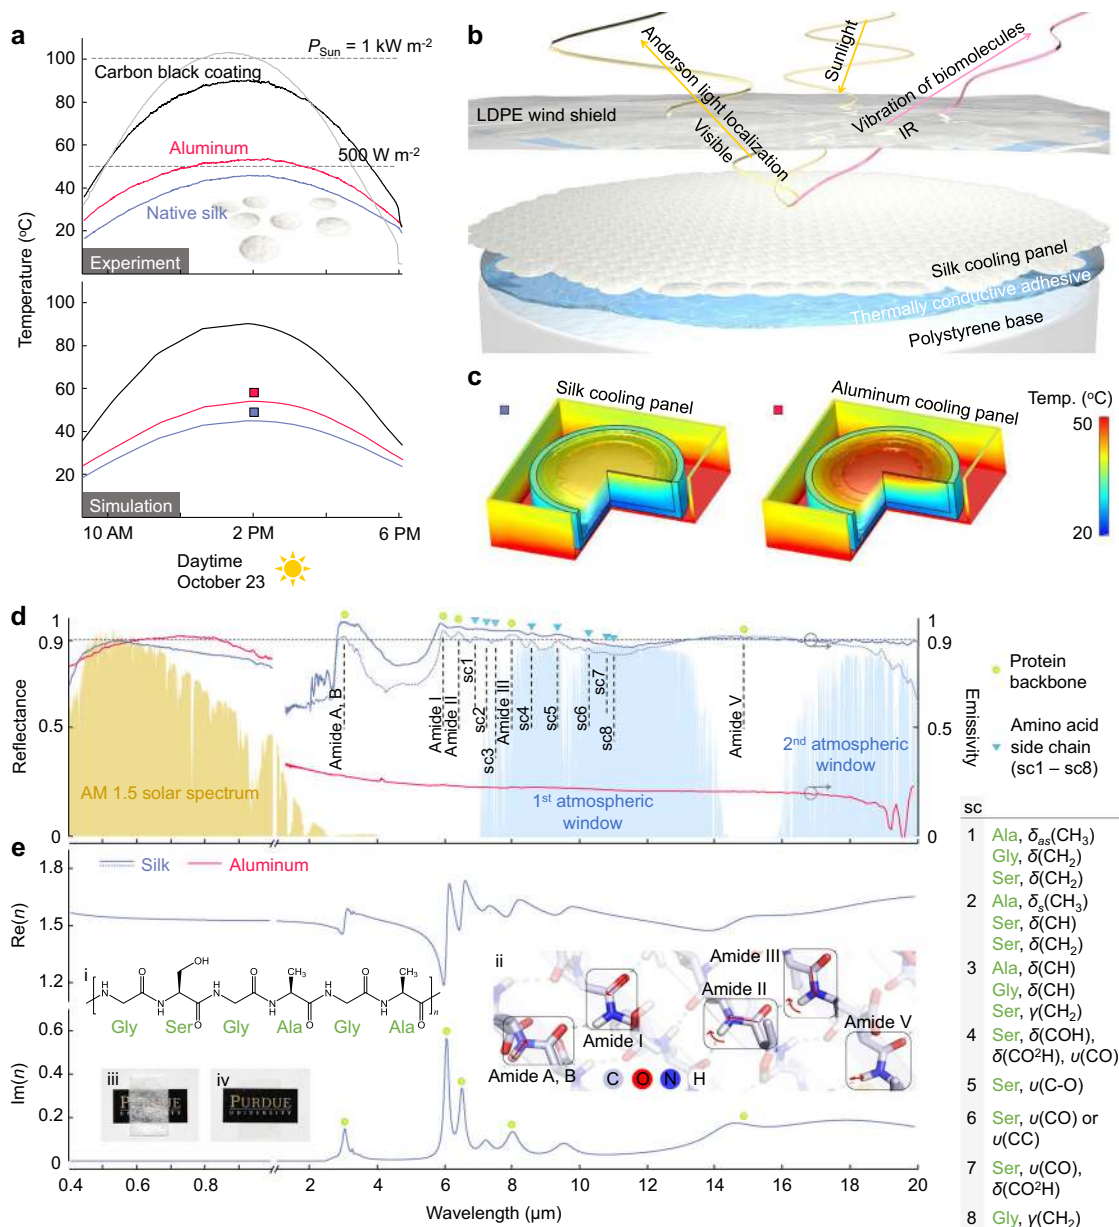 a
P_Sun = 1 kW m-2
100
Carbon black coating
80
60
Aluminum
500 W m-2
40
Native silk
20
Experiment
Temperature (oC)
100
80
60
40
20
Simulation
10 AM
2 PM
6 PM
Daytime
October 23
b
Anderson light localization
Visible
Sunlight
Vibration of biomolecules
IR
LDPE wind shield
Silk cooling panel
Thermally conductive adhesive
Polystyrene base
c
Silk cooling panel
Aluminum cooling panel
Temp. (oC)
50
20
d
1
0.9
0.5
0
Reflectance
1
0.9
0.5
0
Emissivity
Amide A, B
Amide I
Amide II
sc1
sc2
sc3
Amide III
sc4
sc5
sc6
sc7
sc8
Amide V
AM 1.5 solar spectrum
1st atmospheric
window
2nd atmospheric
window
Protein
backbone
Amino acid
side chain
(sc1 – sc8)
e
Silk
Aluminum
1.8
1.5
1.2
Re(n)
i
H
N
O
OH
N
H
O
H
N
O
CH3
N
H
O
H
N
O
CH3
N
H
O
n
Gly
Ser
Gly
Ala
Gly
Ala
ii
Amide A, B
Amide I
Amide II
Amide III
Amide V
C
O
N
H
0.6
0.4
0.2
0
Im(n)
iii
PURDUE
iv
PURDUE
UNIVERSITY
0.4
0.6
0.8
2
4
6
8
10
12
14
16
18
20
Wavelength (µm)
sc
1 Ala, δas(CH3)
Gly, δ(CH2)
Ser, δ(CH2)
2 Ala, δs(CH3)
Ser, δ(CH)
Ser, δ(CH2)
3 Ala, δ(CH)
Gly, δ(CH)
Ser, γ(CH2)
4 Ser, δ(COH),
δ(CO2H), υ(CO)
5 Ser, υ(C-O)
6 Ser, υ(CO) or
υ(CC)
7 Ser, υ(CO),
δ(CO2H)
8 Gly, γ(CH2)